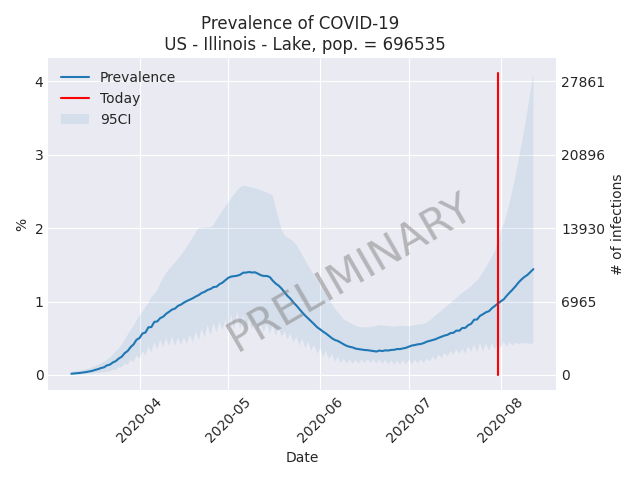 Prevalence of COVID-19
US - Illinois - Lake, pop. = 696535
Prevalence
Today
95CI
PRELIMINARY
%
4
3
2
1
0
27861
20896
13930
6965
0
# of infections
2020-04
2020-05
2020-06
2020-07
2020-08
Date